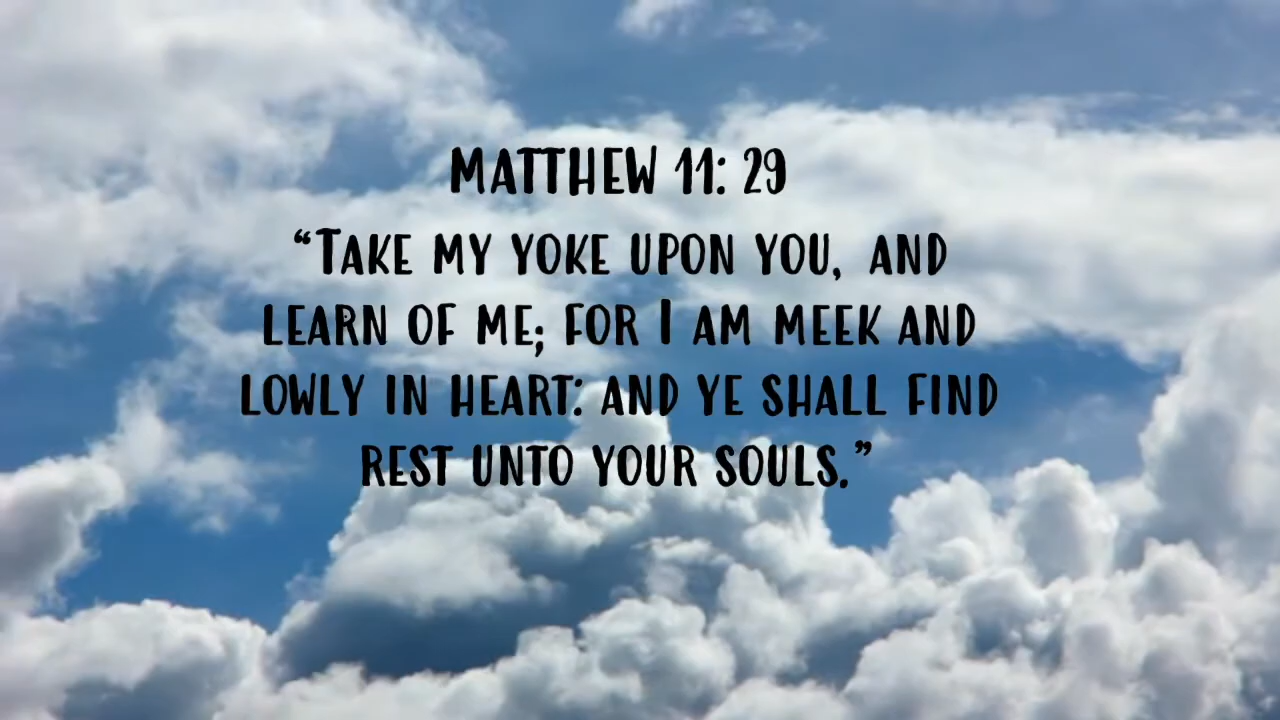 MATTHEW 11: 29
“TAKE MY YOKE UPON YOU, AND
LEARN OF ME; FOR I AM MEEK AND
LOWLY IN HEART: AND YE SHALL FIND
REST UNTO YOUR SOULS.”